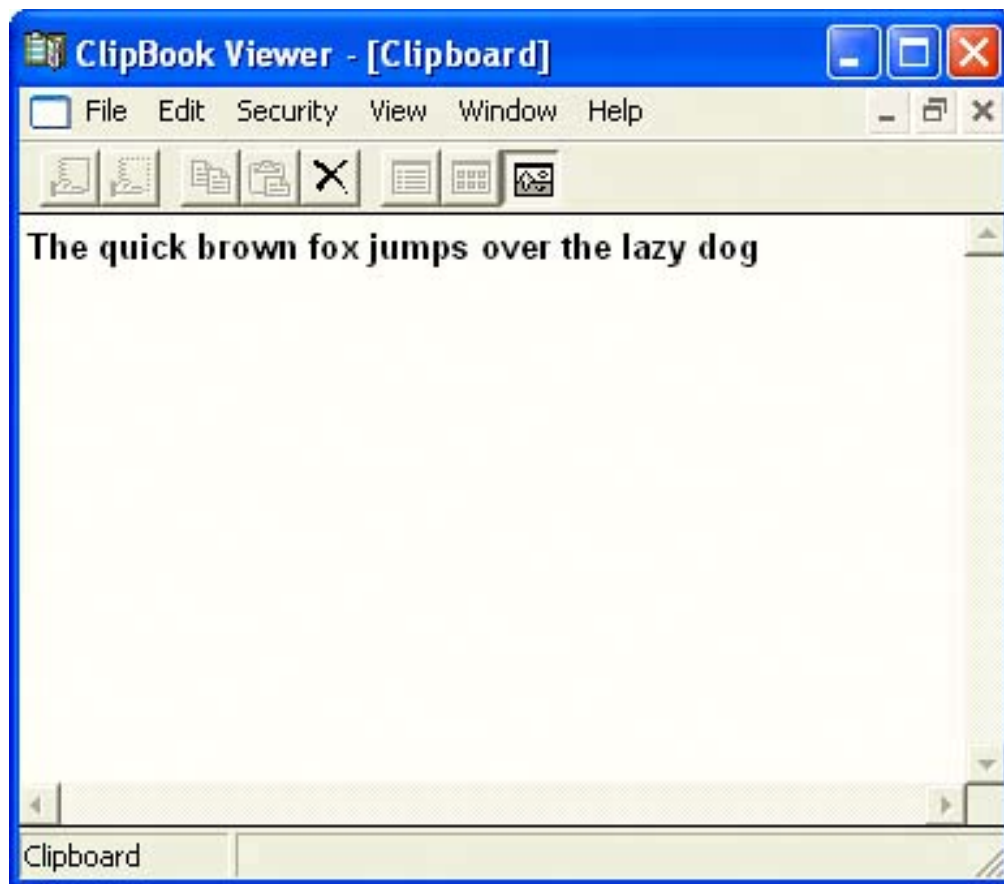 ClipBook Viewer - [Clipboard]
File Edit Security View Window Help
The quick brown fox jumps over the lazy dog
Clipboard